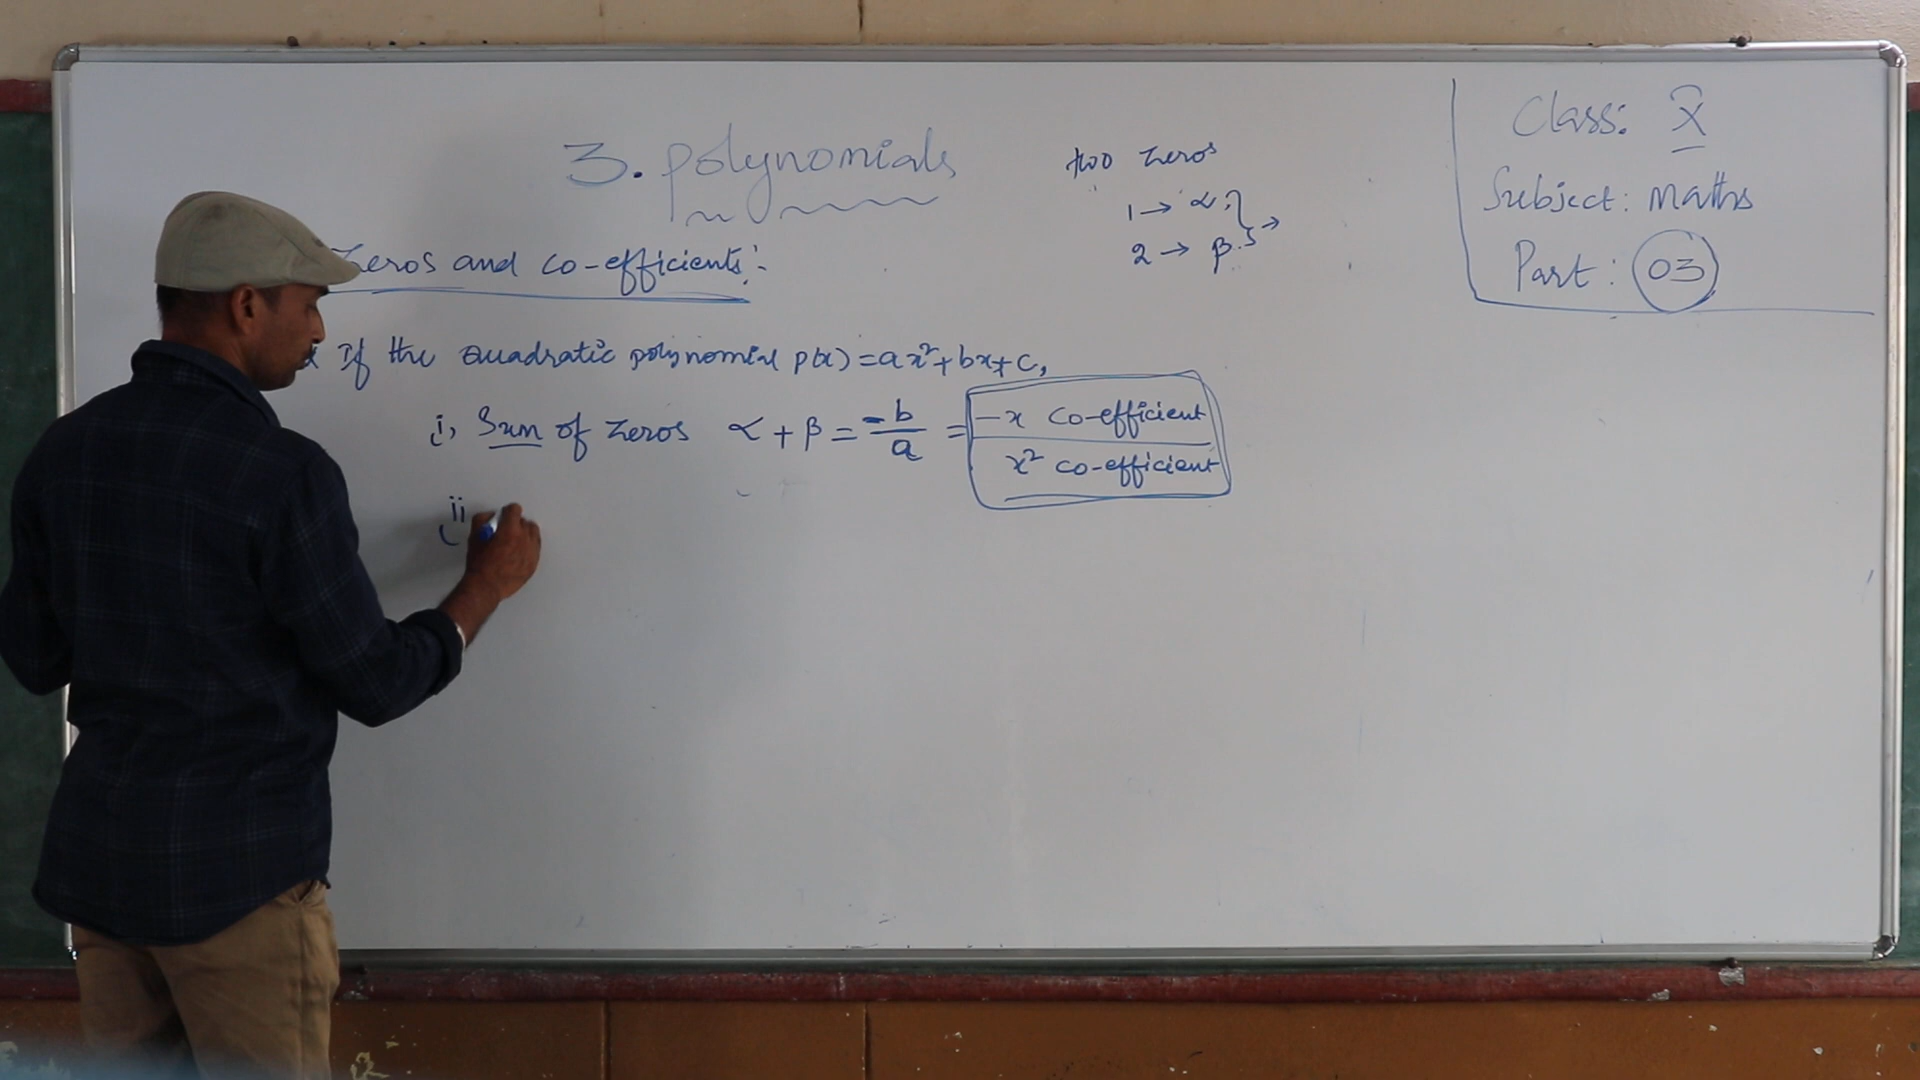 3. polynomials
two zeros
1 → α,
2 → β.
Class: X
Subject: Maths
Part: 03
Zeros and co-efficients:-
If the Quadratic polynomial p(x) = ax²+bx+c,
i, Sum of zeros α + β = -b/a = -x co-efficient / x² co-efficient
ii